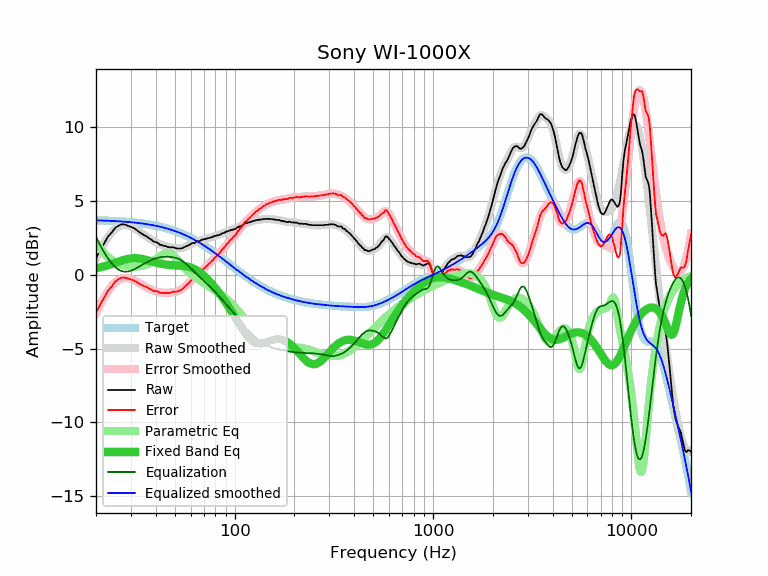 Sony WI-1000X
Amplitude (dBr)
10
5
0
−5
−10
−15
Target
Raw Smoothed
Error Smoothed
Raw
Error
Parametric Eq
Fixed Band Eq
Equalization
Equalized smoothed
100
1000
10000
Frequency (Hz)